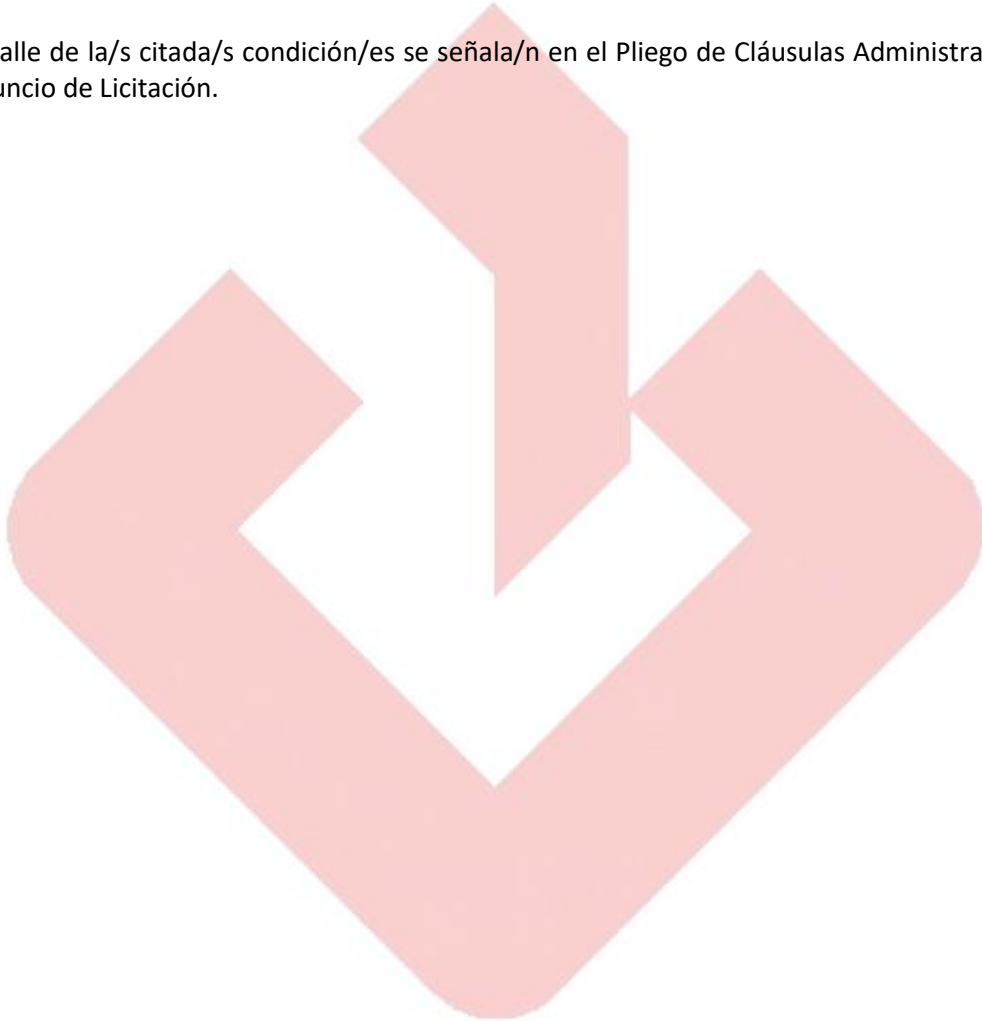 alle de la/s citada/s condición/es se señala/n en el Pliego de Cláusulas Administra
uncio de Licitación.